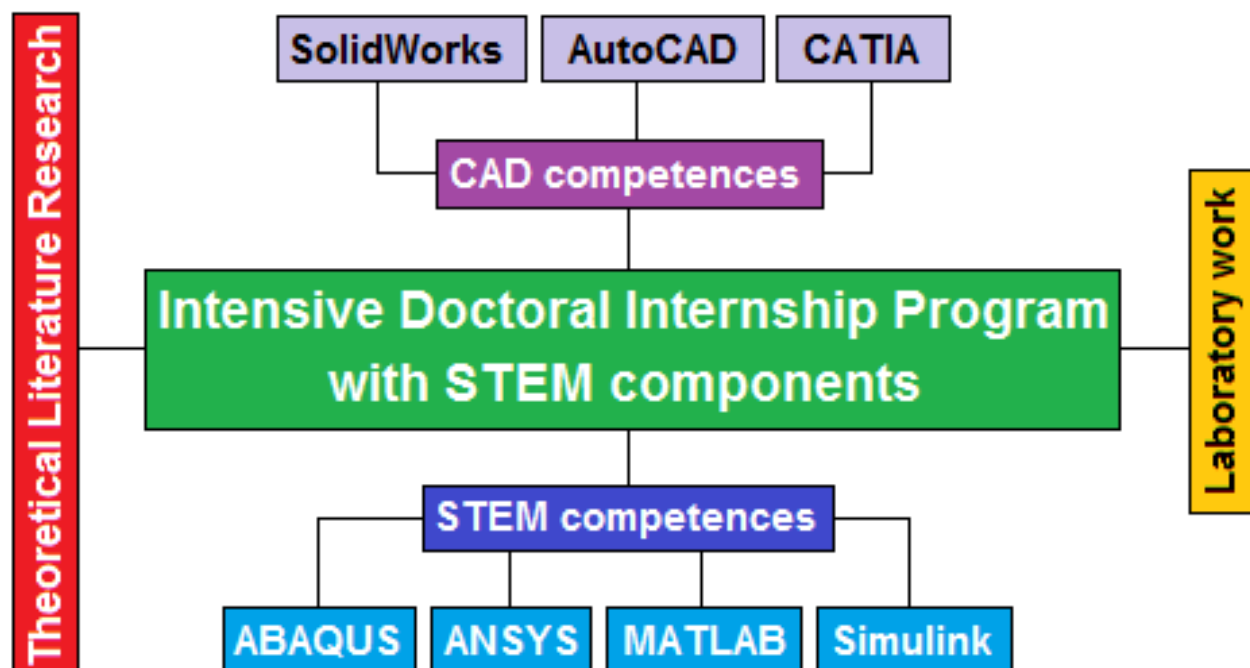 Theoretical Literature Research
SolidWorks
AutoCAD
CATIA
CAD competences
Intensive Doctoral Internship Program
with STEM components
Laboratory work
STEM competences
ABAQUS
ANSYS
MATLAB
Simulink